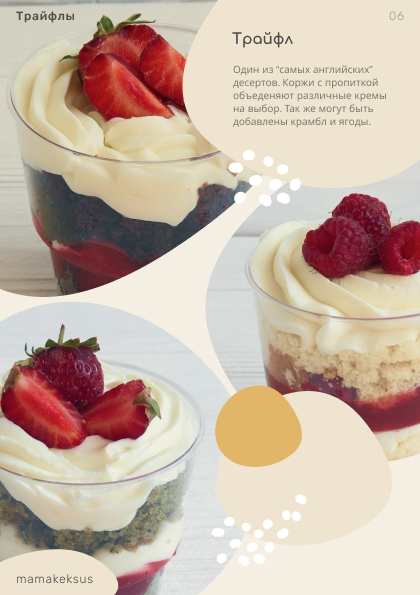 Трайфлы
06
Трайфл
Один из “самых английских”
десертов. Коржи с пропиткой
объеденяют различные кремы
на выбор. Так же могут быть
добавлены крамбл и ягоды.
mamakeksus